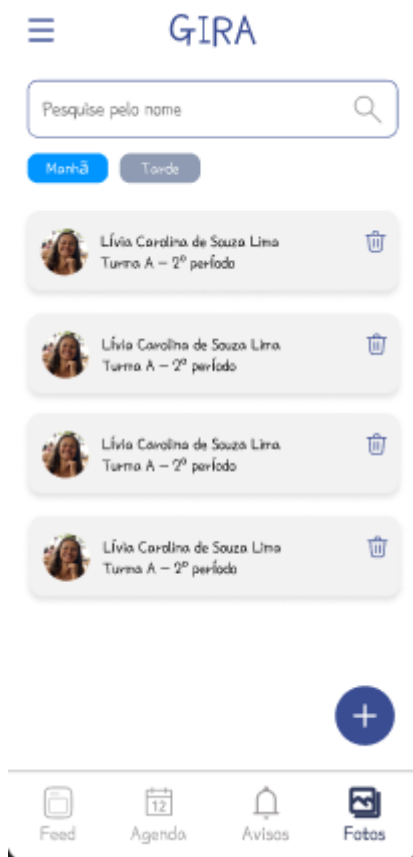 GIRA
Pesquise pelo nome
Manhã
Tarde
Lívia Carolina de Souza Lima
Turma A – 2º período
Lívia Carolina de Souza Lima
Turma A – 2º período
Lívia Carolina de Souza Lima
Turma A – 2º período
Lívia Carolina de Souza Lima
Turma A – 2º período
12
Feed
Agenda
Avisos
Fotos